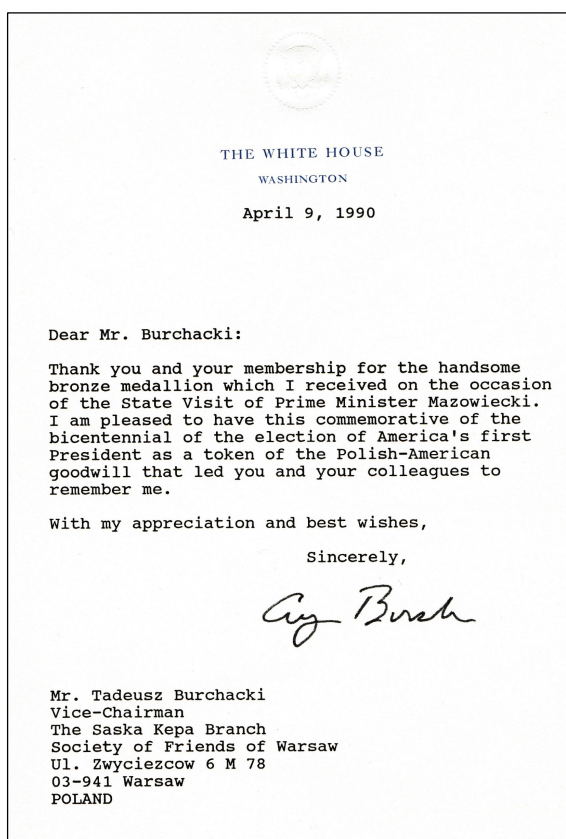 THE WHITE HOUSE
WASHINGTON
April 9, 1990
Dear Mr. Burchacki:
Thank you and your membership for the handsome
bronze medallion which I received on the occasion
of the State Visit of Prime Minister Mazowiecki.
I am pleased to have this commemorative of the
bicentennial of the election of America's first
President as a token of the Polish-American
goodwill that led you and your colleagues to
remember me.
With my appreciation and best wishes,
Sincerely,
Mr. Tadeusz Burchacki
Vice-Chairman
The Saska Kepa Branch
Society of Friends of Warsaw
Ul. Zwyciezcow 6 M 78
03-941 Warsaw
POLAND